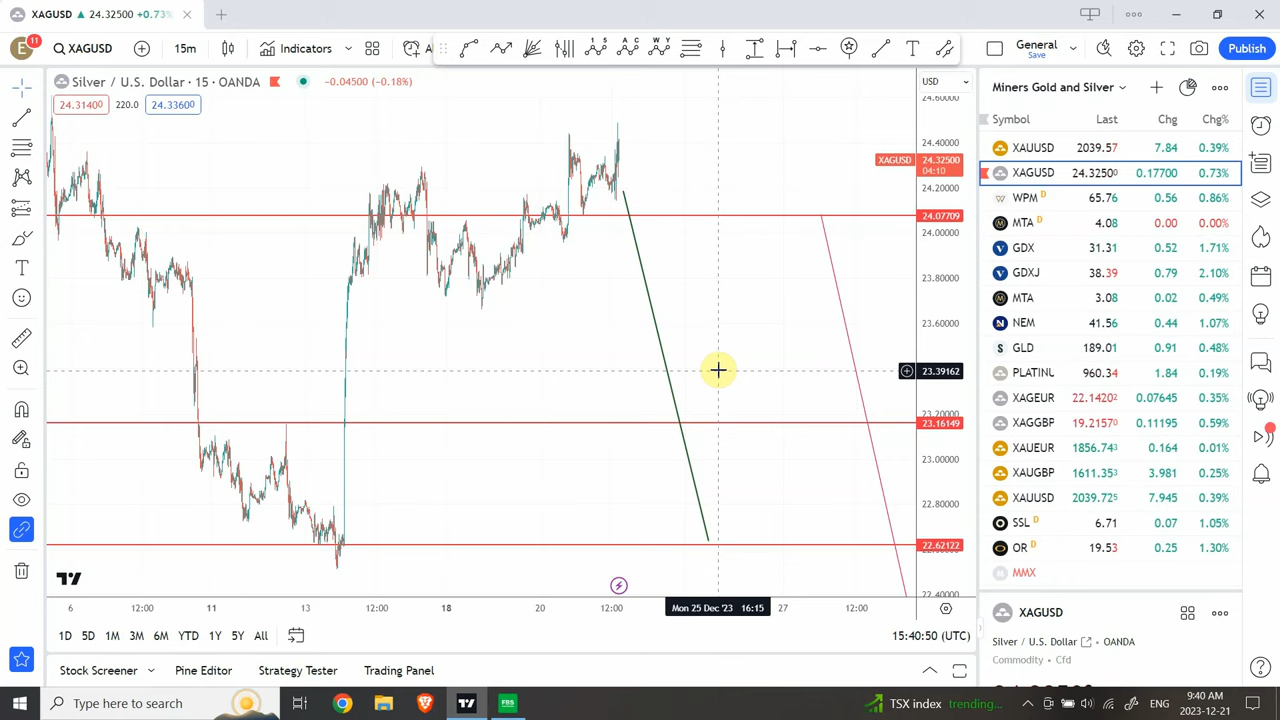 XAGUSD ▲ 24.32500 +0.73%
E 11 XAGUSD 15m Indicators A General Save Publish
Silver / U.S. Dollar · 15 · OANDA −0.04500 (−0.18%)
24.31400 220.0 24.33600
USD
24.60000
24.40000
XAGUSD 24.32500
04:10
24.20000
24.07709
24.00000
23.80000
23.60000
23.39162
23.20000
23.16149
23.00000
22.80000
22.62122
22.40000
6 12:00 11 13 12:00 18 20 12:00 Mon 25 Dec '23 16:15 27 12:00
1D 5D 1M 3M 6M YTD 1Y 5Y All 15:40:50 (UTC)
Stock Screener Pine Editor Strategy Tester Trading Panel
Miners Gold and Silver
Symbol Last Chg Chg%
XAUUSD 2039.57 7.84 0.39%
XAGUSD 24.32500 0.17700 0.73%
WPM D 65.76 0.56 0.86%
MTA D 4.08 0.00 0.00%
GDX 31.31 0.52 1.71%
GDXJ 38.39 0.79 2.10%
MTA 3.08 0.02 0.49%
NEM 41.56 0.44 1.07%
GLD 189.01 0.91 0.48%
PLATINU 960.34 1.84 0.19%
XAGEUR 22.14202 0.07645 0.35%
XAGGBP 19.21570 0.11195 0.59%
XAUEUR 1856.743 0.164 0.01%
XAUGBP 1611.353 3.981 0.25%
XAUUSD 2039.725 7.945 0.39%
SSL D 6.71 0.07 1.05%
OR D 19.53 0.25 1.30%
MMX
XAGUSD
Silver / U.S. Dollar · OANDA
Commodity · Cfd
Type here to search FBS TSX index trending... ENG 9:40 AM
2023-12-21